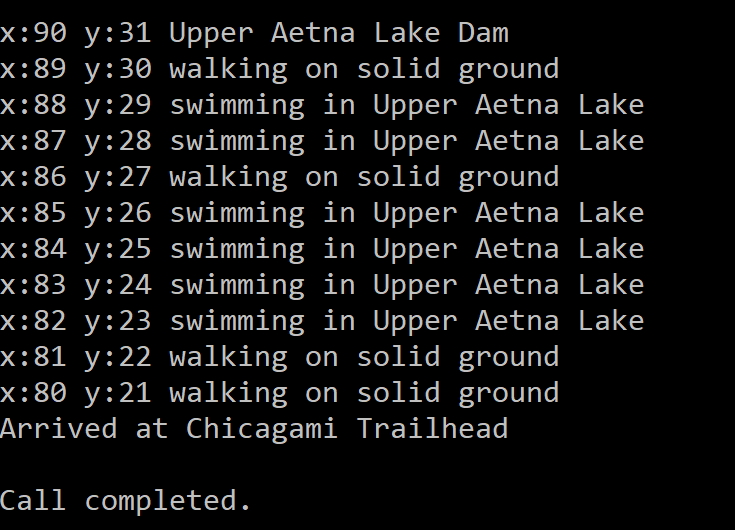 x:90 y:31 Upper Aetna Lake Dam
x:89 y:30 walking on solid ground
x:88 y:29 swimming in Upper Aetna Lake
x:87 y:28 swimming in Upper Aetna Lake
x:86 y:27 walking on solid ground
x:85 y:26 swimming in Upper Aetna Lake
x:84 y:25 swimming in Upper Aetna Lake
x:83 y:24 swimming in Upper Aetna Lake
x:82 y:23 swimming in Upper Aetna Lake
x:81 y:22 walking on solid ground
x:80 y:21 walking on solid ground
Arrived at Chicagami Trailhead
Call completed.